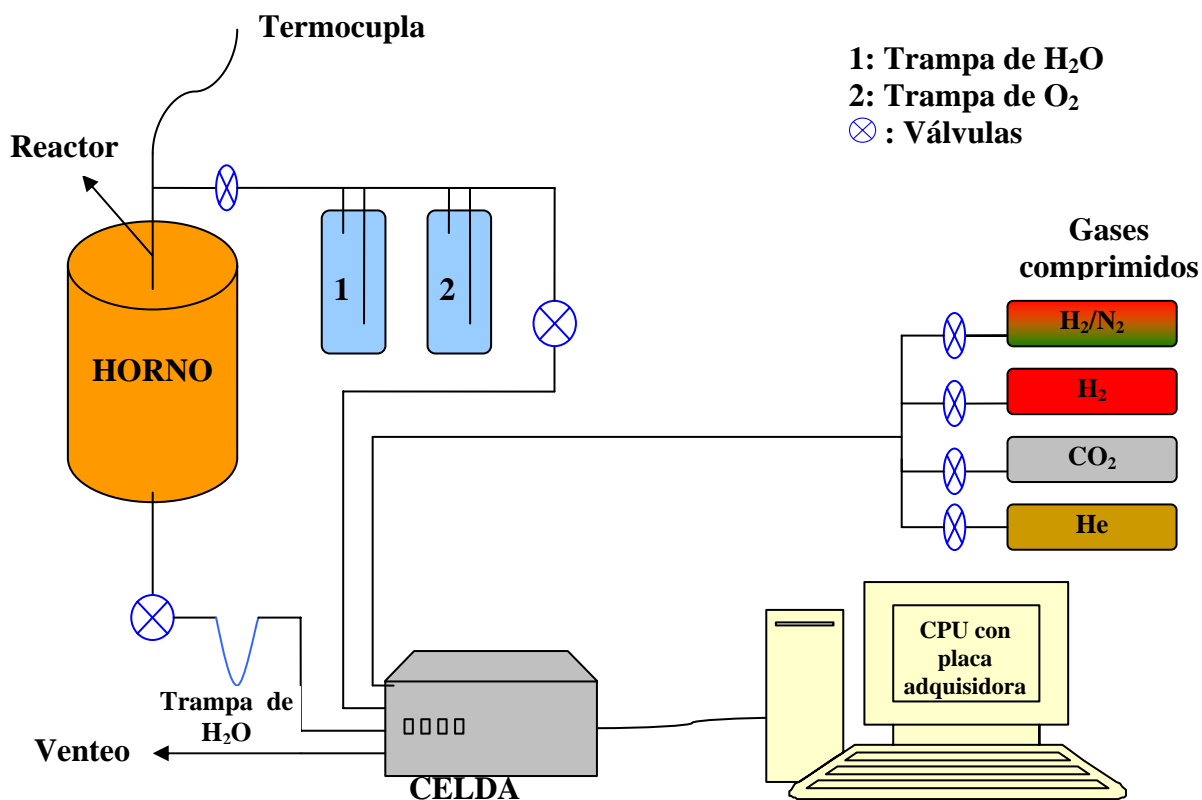 Termocupla
1: Trampa de H₂O
2: Trampa de O₂
: Válvulas
Reactor
Gases
comprimidos
1
2
H₂/N₂
HORNO
H₂
CO₂
He
CPU con
placa
adquisidora
Trampa de
H₂O
Venteo
CELDA